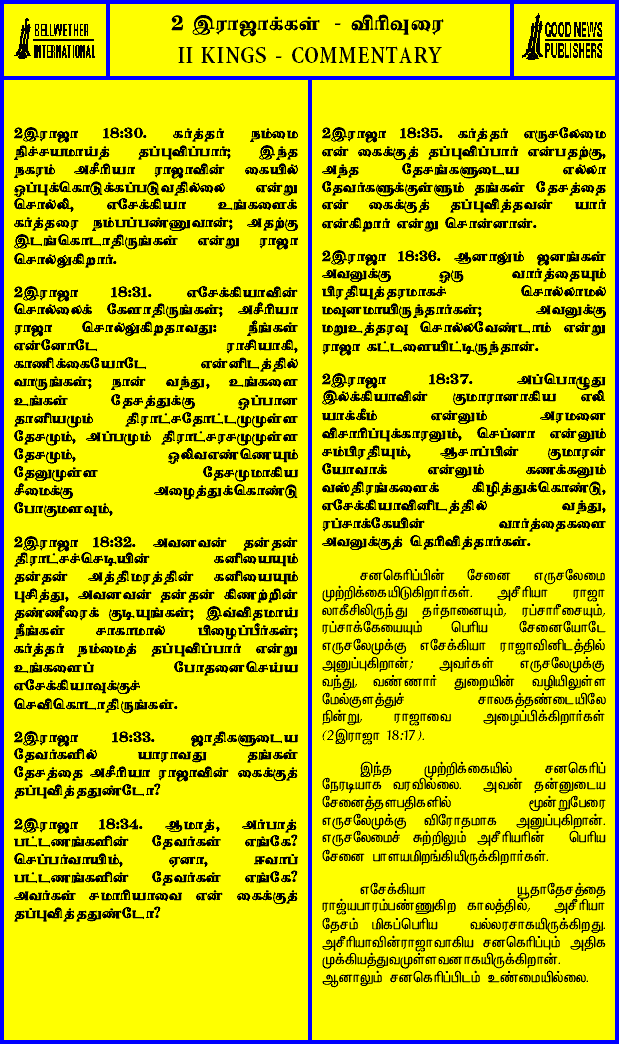 BELLWETHER
INTERNATIONAL
2 இராஜாக்கள் - விரிவுரை
II KINGS - COMMENTARY
GOOD NEWS
PUBLISHERS
2இராஜா 18:30. கர்த்தர் நம்மை
நிச்சயமாய்த் தப்புவிப்பார்; இந்த
நகரம் அசீரியா ராஜாவின் கையில்
ஒப்புக்கொடுக்கப்படுவதில்லை என்று
சொல்லி, எசேக்கியா உங்களைக்
கர்த்தரை நம்பப்பண்ணுவான்; அதற்கு
இடங்கொடாதிருங்கள் என்று ராஜா
சொல்லுகிறார்.
2இராஜா 18:31. எசேக்கியாவின்
சொல்லைக் கேளாதிருங்கள்; அசீரியா
ராஜா சொல்லுகிறதாவது: நீங்கள்
என்னோடே ராசியாகி,
காணிக்கையோடே என்னிடத்தில்
வாருங்கள்; நான் வந்து, உங்களை
உங்கள் தேசத்துக்கு ஒப்பான
தானியமும் திராட்சதோட்டமுமுள்ள
தேசமும், அப்பமும் திராட்சரசமுமுள்ள
தேசமும், ஒலிவஎண்ணெயும்
தேனுமுள்ள தேசமுமாகிய
சீமைக்கு அழைத்துக்கொண்டு
போகுமளவும்,
2இராஜா 18:32. அவனவன் தன்தன்
திராட்சச்செடியின் கனியையும்
தன்தன் அத்திமரத்தின் கனியையும்
புசித்து, அவனவன் தன்தன் கிணற்றின்
தண்ணீரைக் குடியுங்கள்; இவ்விதமாய்
நீங்கள் சாகாமல் பிழைப்பீர்கள்;
கர்த்தர் நம்மைத் தப்புவிப்பார் என்று
உங்களைப் போதனைசெய்ய
எசேக்கியாவுக்குச்
செவிகொடாதிருங்கள்.
2இராஜா 18:33. ஜாதிகளுடைய
தேவர்களில் யாராவது தங்கள்
தேசத்தை அசீரியா ராஜாவின் கைக்குத்
தப்புவித்ததுண்டோ?
2இராஜா 18:34. ஆமாத், அர்பாத்
பட்டணங்களின் தேவர்கள் எங்கே?
செப்பர்வாயிம், ஏனா, ஈவாப்
பட்டணங்களின் தேவர்கள் எங்கே?
அவர்கள் சமாரியாவை என் கைக்குத்
தப்புவித்ததுண்டோ?
2இராஜா 18:35. கர்த்தர் எருசலேமை
என் கைக்குத் தப்புவிப்பார் என்பதற்கு,
அந்த தேசங்களுடைய எல்லா
தேவர்களுக்குள்ளும் தங்கள் தேசத்தை
என் கைக்குத் தப்புவித்தவன் யார்
என்கிறார் என்று சொன்னான்.
2இராஜா 18:36. ஆனாலும் ஜனங்கள்
அவனுக்கு ஒரு வார்த்தையும்
பிரதியுத்தரமாகச் சொல்லாமல்
மவுனமாயிருந்தார்கள்; அவனுக்கு
மறுஉத்தரவு சொல்லவேண்டாம் என்று
ராஜா கட்டளையிட்டிருந்தான்.
2இராஜா 18:37. அப்பொழுது
இல்க்கியாவின் குமாரனாகிய எலி
யாக்கீம் என்னும் அரமனை
விசாரிப்புக்காரனும், செப்னா என்னும்
சம்பிரதியும், ஆசாப்பின் குமாரன்
யோவாக் என்னும் கணக்கனும்
வஸ்திரங்களைக் கிழித்துக்கொண்டு,
எசேக்கியாவினிடத்தில் வந்து,
ரப்சாக்கேயின் வார்த்தைகளை
அவனுக்குத் தெரிவித்தார்கள்.
சனகெரிப்பின் சேனை எருசலேமை
முற்றிக்கையிடுகிறார்கள். அசீரியா ராஜா
லாகீசிலிருந்து தர்தானையும், ரப்சாரீசையும்,
ரப்சாக்கேயையும் பெரிய சேனையோடே
எருசலேமுக்கு எசேக்கியா ராஜாவினிடத்தில்
அனுப்புகிறான்; அவர்கள் எருசலேமுக்கு
வந்து, வண்ணார் துறையின் வழியிலுள்ள
மேல்குளத்துச் சாலகத்தண்டையிலே
நின்று, ராஜாவை அழைப்பிக்கிறார்கள்
(2இராஜா 18:17).
இந்த முற்றிக்கையில் சனகெரிப்
நேரடியாக வரவில்லை. அவன் தன்னுடைய
சேனைத்தளபதிகளில் மூன்றுபேரை
எருசலேமுக்கு விரோதமாக அனுப்புகிறான்.
எருசலேமைச் சுற்றிலும் அசீரியரின் பெரிய
சேனை பாளயமிறங்கியிருக்கிறார்கள்.
எசேக்கியா யூதாதேசத்தை
ராஜ்யபாரம்பண்ணுகிற காலத்தில், அசீரியா
தேசம் மிகப்பெரிய வல்லரசாகயிருக்கிறது.
அசீரியாவின்ராஜாவாகிய சனகெரிப்பும் அதிக
முக்கியத்துவமுள்ளவனாகயிருக்கிறான்.
ஆனாலும் சனகெரிப்பிடம் உண்மையில்லை.